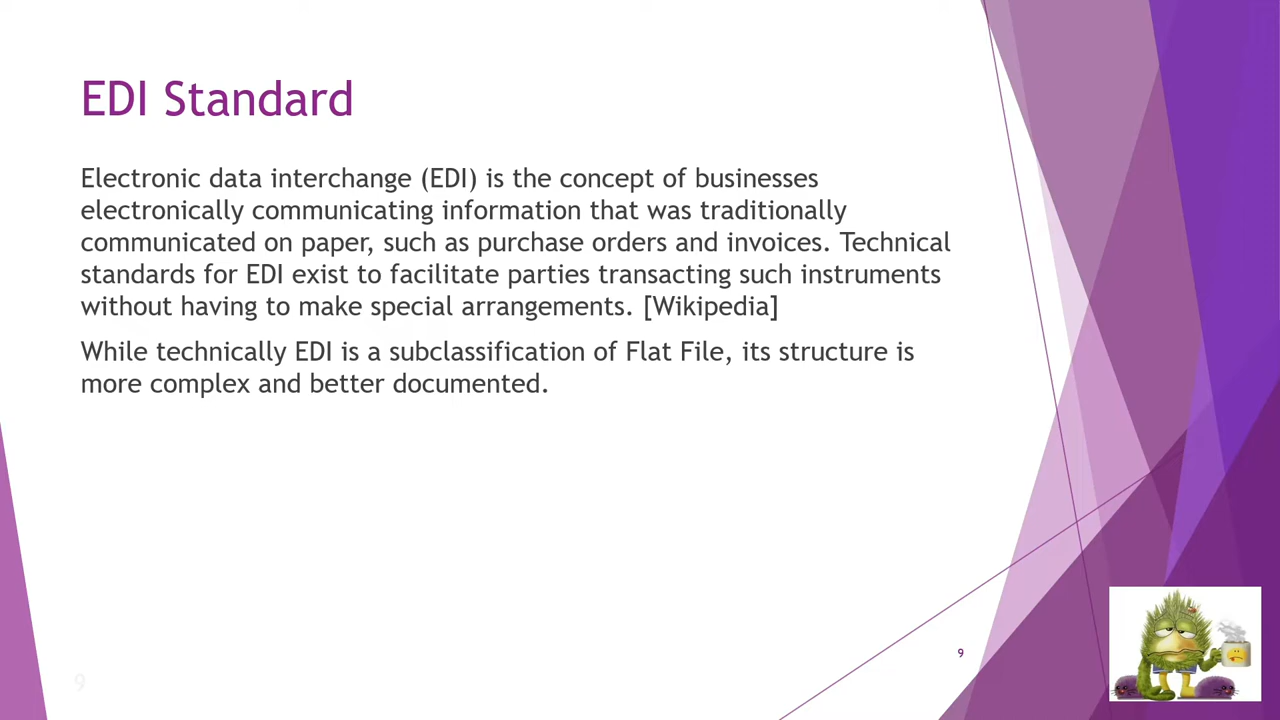 EDI Standard
Electronic data interchange (EDI) is the concept of businesses
electronically communicating information that was traditionally
communicated on paper, such as purchase orders and invoices. Technical
standards for EDI exist to facilitate parties transacting such instruments
without having to make special arrangements. [Wikipedia]
While technically EDI is a subclassification of Flat File, its structure is
more complex and better documented.
9
9